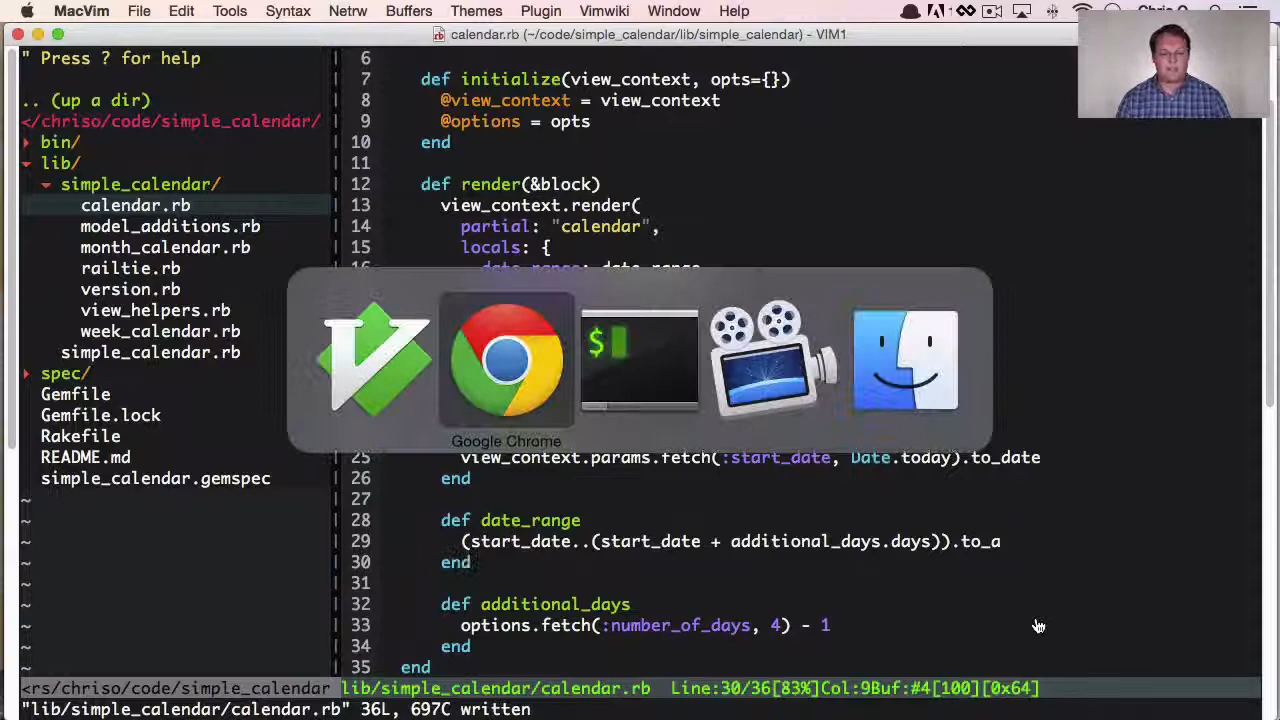 MacVim File Edit Tools Syntax Netrw Buffers Themes Plugin Vimwiki Window Help
calendar.rb (~/code/simple_calendar/lib/simple_calendar) - VIM1
" Press ? for help
.. (up a dir)
</chriso/code/simple_calendar/
bin/
lib/
simple_calendar/
calendar.rb
model_additions.rb
month_calendar.rb
railtie.rb
version.rb
view_helpers.rb
week_calendar.rb
simple_calendar.rb
spec/
Gemfile
Gemfile.lock
Rakefile
README.md
simple_calendar.gemspec
~
~
~
~
~
~
~
~
~
6
7 def initialize(view_context, opts={})
8 @view_context = view_context
9 @options = opts
10 end
11
12 def render(&block)
13 view_context.render(
14 partial: "calendar",
15 locals: {
16 date_range: date_range
$
Google Chrome
25 view_context.params.fetch(:start_date, Date.today).to_date
26 end
27
28 def date_range
29 (start_date..(start_date + additional_days.days)).to_a
30 end
31
32 def additional_days
33 options.fetch(:number_of_days, 4) - 1
34 end
35 end
<rs/chriso/code/simple_calendar lib/simple_calendar/calendar.rb Line:30/36[83%]Col:9Buf:#4[100][0x64]
"lib/simple_calendar/calendar.rb" 36L, 697C written